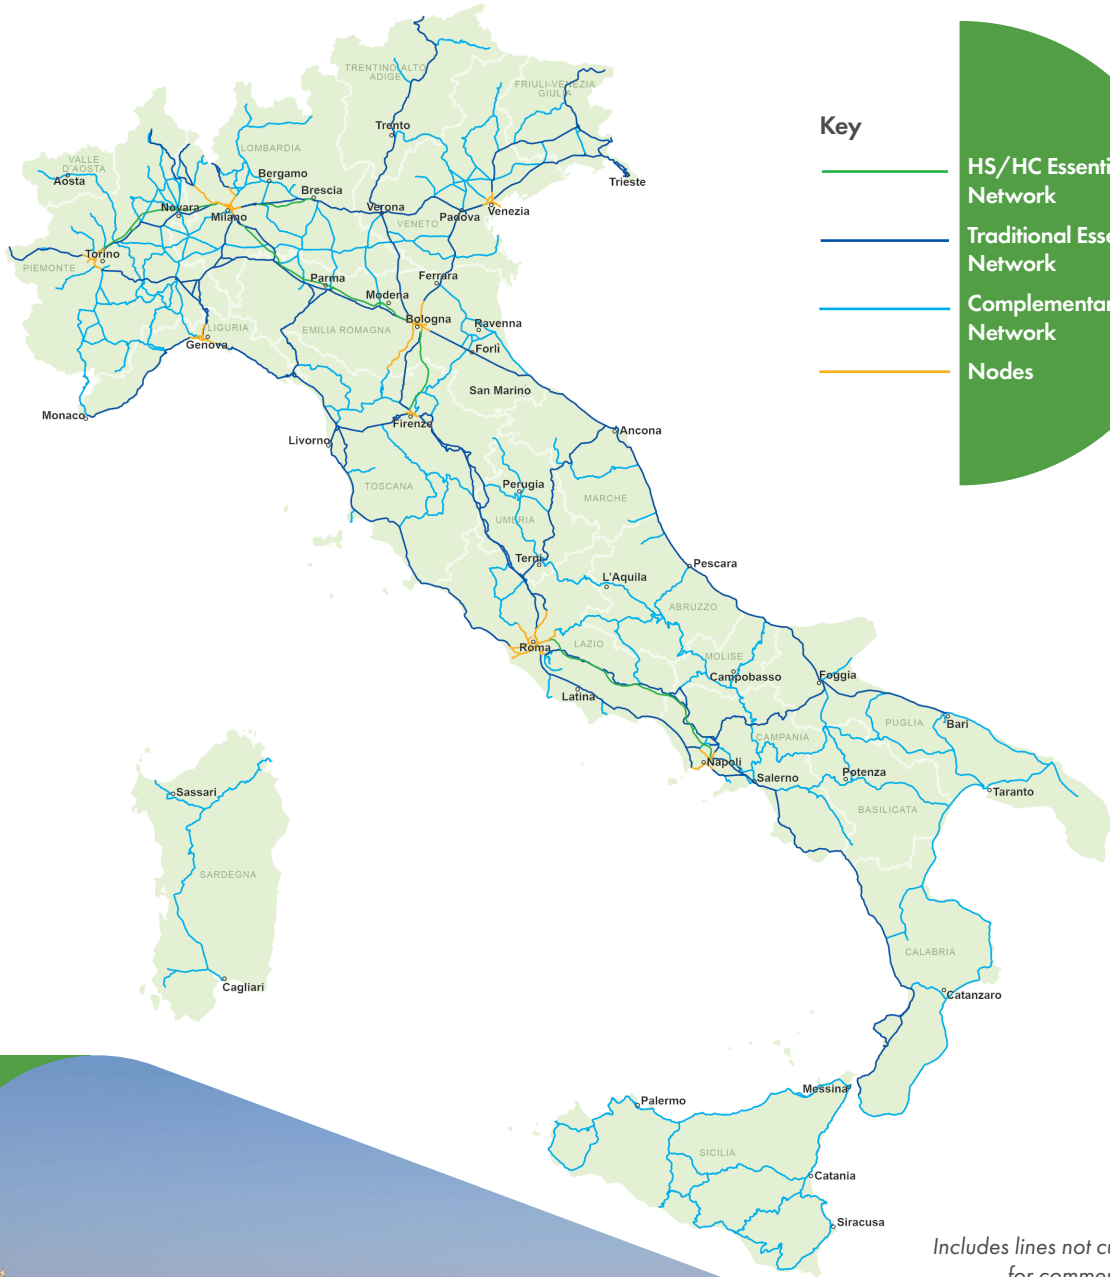 TRENTINO ALTO
ADIGE
FRIULI-VENEZIA
GIULIA
Trento
LOMBARDIA
VALLE
D'AOSTA
Aosta
Bergamo
Brescia
Trieste
Novara
Milano
Verona
VENETO
Padova
Venezia
Torino
PIEMONTE
Parma
Ferrara
Modena
Bologna
Ravenna
LIGURIA
EMILIA ROMAGNA
Genova
Forli
San Marino
Monaco
Firenze
Livorno
Ancona
TOSCANA
Perugia
MARCHE
UMBRIA
Terni
L'Aquila
Pescara
ABRUZZO
Roma
LAZIO
MOLISE
Campobasso
Foggia
Latina
PUGLIA
Bari
CAMPANIA
Napoli
Salerno
Potenza
Taranto
BASILICATA
Sassari
SARDEGNA
Cagliari
CALABRIA
Catanzaro
Messina
Palermo
SICILIA
Catania
Siracusa
Key
HS/HC Essenti
Network
Traditional Esse
Network
Complementar
Network
Nodes
Includes lines not cu
for commer